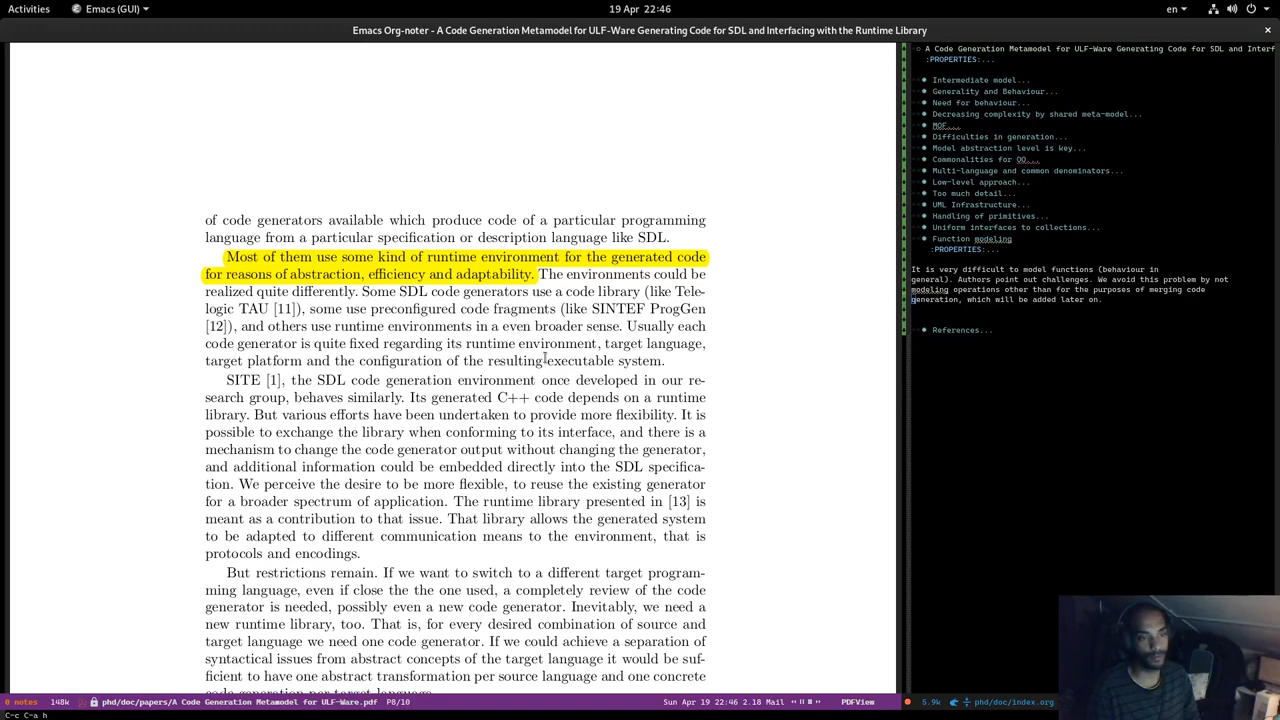 Activities
Emacs (GUI)
19 Apr 22:46
en
Emacs Org-noter - A Code Generation Metamodel for ULF-Ware Generating Code for SDL and Interfacing with the Runtime Library
of code generators available which produce code of a particular programming
language from a particular specification or description language like SDL.
Most of them use some kind of runtime environment for the generated code
for reasons of abstraction, efficiency and adaptability. The environments could be
realized quite differently. Some SDL code generators use a code library (like Tele-
logic TAU [11]), some use preconfigured code fragments (like SINTEF ProgGen
[12]), and others use runtime environments in a even broader sense. Usually each
code generator is quite fixed regarding its runtime environment, target language,
target platform and the configuration of the resulting executable system.
SITE [1], the SDL code generation environment once developed in our re-
search group, behaves similarly. Its generated C++ code depends on a runtime
library. But various efforts have been undertaken to provide more flexibility. It is
possible to exchange the library when conforming to its interface, and there is a
mechanism to change the code generator output without changing the generator,
and additional information could be embedded directly into the SDL specifica-
tion. We perceive the desire to be more flexible, to reuse the existing generator
for a broader spectrum of application. The runtime library presented in [13] is
meant as a contribution to that issue. That library allows the generated system
to be adapted to different communication means to the environment, that is
protocols and encodings.
But restrictions remain. If we want to switch to a different target program-
ming language, even if close the the one used, a completely review of the code
generator is needed, possibly even a new code generator. Inevitably, we need a
new runtime library, too. That is, for every desired combination of source and
target language we need one code generator. If we could achieve a separation of
syntactical issues from abstract concepts of the target language it would be suf-
ficient to have one abstract transformation per source language and one concrete
code generation per target language.
A Code Generation Metamodel for ULF-Ware Generating Code for SDL and Interf
:PROPERTIES:...
Intermediate model...
Generality and Behaviour...
Need for behaviour...
Decreasing complexity by shared meta-model...
MOF...
Difficulties in generation...
Model abstraction level is key...
Commonalities for OO...
Multi-language and common denominators...
Low-level approach...
Too much detail...
UML Infrastructure...
Handling of primitives...
Uniform interfaces to collections...
Function modeling
:PROPERTIES:...
It is very difficult to model functions (behaviour in
general). Authors point out challenges. We avoid this problem by not
modeling operations other than for the purposes of merging code
generation, which will be added later on.
References...
0 notes 148k phd/doc/papers/A Code Generation Metamodel for ULF-Ware.pdf P8/10 Sun Apr 19 22:46 2.18 Mail PDFView
5.9k phd/doc/index.org
C-c C-a h